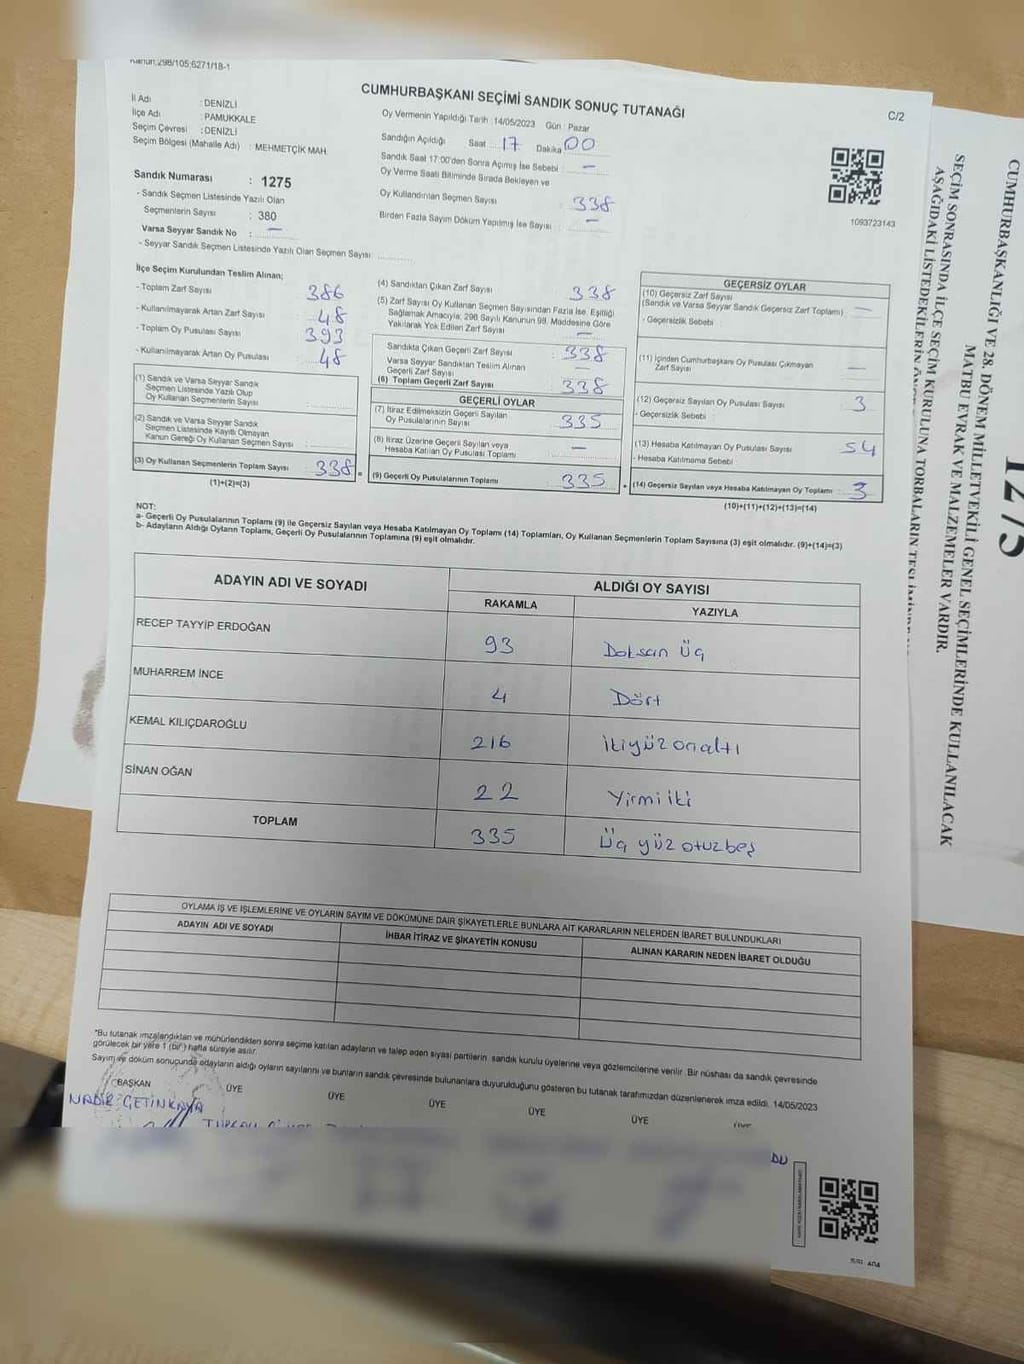 Kanun:298/105;6271/18-1
CUMHURBAŞKANI SEÇİMİ SANDIK SONUÇ TUTANAĞI
C/2
İl Adı : DENİZLİ
İlçe Adı : PAMUKKALE
Seçim Çevresi : DENİZLİ
Seçim Bölgesi (Mahalle Adı) : MEHMETÇİK MAH.
Sandık Numarası : 1275
- Sandık Seçmen Listesinde Yazılı Olan
Seçmenlerin Sayısı : 380
Varsa Seyyar Sandık No : —
- Seyyar Sandık Seçmen Listesinde Yazılı Olan Seçmen Sayısı:
Oy Vermenin Yapıldığı Tarih :14/05/2023 Gün : Pazar
Sandığın Açıldığı Saat 17 Dakika 00
Sandık Saat 17:00'den Sonra Açımış İse Sebebi : —
Oy Verme Saati Bitiminde Sırada Bekleyen ve
Oy Kullandırılan Seçmen Sayısı : 338
Birden Fazla Sayım Döküm Yapılmış İse Sayısı : —
1093723143
İlçe Seçim Kurulundan Teslim Alınan;
- Toplam Zarf Sayısı 386
- Kullanılmayarak Artan Zarf Sayısı 48
- Toplam Oy Pusulası Sayısı 393
- Kullanılmayarak Artan Oy Pusulası 48
(1) Sandık ve Varsa Seyyar Sandık
Seçmen Listesinde Yazılı Olup
Oy Kullanan Seçmenlerin Sayısı
(2) Sandık ve Varsa Seyyar Sandık
Seçmen Listesinde Kayıtlı Olmayan
Kanun Gereği Oy Kullanan Seçmen Sayısı
(3) Oy Kullanan Seçmenlerin Toplam Sayısı 338
(1)+(2)=(3)
(4) Sandıktan Çıkan Zarf Sayısı 338
(5) Zarf Sayısı Oy Kullanan Seçmen Sayısından Fazla İse, Eşitliği
Sağlamak Amacıyla, 298 Sayılı Kanunun 98. Maddesine Göre
Yakılarak Yok Edilen Zarf Sayısı —
Sandıkta Çıkan Geçerli Zarf Sayısı : 338
Varsa Seyyar Sandıktan Teslim Alınan
Geçerli Zarf Sayısı —
(6) Toplam Geçerli Zarf Sayısı : 338
GEÇERLİ OYLAR
(7) İtiraz Edilmeksizin Geçerli Sayılan
Oy Pusulalarının Sayısı : 335
(8) İtiraz Üzerine Geçerli Sayılan veya
Hesaba Katılan Oy Pusulası Toplamı : —
(9) Geçerli Oy Pusulalarının Toplamı : 335
GEÇERSİZ OYLAR
(10) Geçersiz Zarf Sayısı
(Sandık ve Varsa Seyyar Sandık Geçersiz Zarf Toplamı) —
- Geçersizlik Sebebi :
(11) İçinden Cumhurbaşkanı Oy Pusulası Çıkmayan
Zarf Sayısı —
(12) Geçersiz Sayılan Oy Pusulası Sayısı 3
- Geçersizlik Sebebi :
(13) Hesaba Katılmayan Oy Pusulası Sayısı 54
- Hesaba Katılmama Sebebi
(14) Geçersiz Sayılan veya Hesaba Katılmayan Oy Toplamı : 3
(10)+(11)+(12)+(13)=(14)
NOT:
a- Geçerli Oy Pusulalarının Toplamı (9) ile Geçersiz Sayılan veya Hesaba Katılmayan Oy Toplamı (14) Toplamları, Oy Kullanan Seçmenlerin Toplam Sayısına (3) eşit olmalıdır. (9)+(14)=(3)
b- Adayların Aldığı Oyların Toplamı, Geçerli Oy Pusulalarının Toplamına (9) eşit olmalıdır.
ADAYIN ADI VE SOYADI ALDIĞI OY SAYISI
RAKAMLA YAZIYLA
RECEP TAYYİP ERDOĞAN 93 Doksan üç
MUHARREM İNCE 4 Dört
KEMAL KILIÇDAROĞLU 216 ikiyüz onaltı
SİNAN OĞAN 22 Yirmi iki
TOPLAM 335 Üç yüz otuzbeş
OYLAMA İŞ VE İŞLEMLERİNE VE OYLARIN SAYIM VE DÖKÜMÜNE DAİR ŞİKAYETLERLE BUNLARA AİT KARARLARIN NELERDEN İBARET BULUNDUKLARI
ADAYIN ADI VE SOYADI İHBAR İTİRAZ VE ŞİKAYETİN KONUSU ALINAN KARARIN NEDEN İBARET OLDUĞU
*Bu tutanak imzalandıktan ve mühürlendikten sonra seçime katılan adayların ve talep eden siyasi partilerin sandık kurulu üyelerine veya gözlemcilerine verilir. Bir nüshası da sandık çevresinde
görülecek bir yere 1 (bir) hafta süreyle asılır.
Sayım ve döküm sonucunda adayların aldığı oyların sayılarını ve bunların sandık çevresinde bulunanlara duyurulduğunu gösteren bu tutanak tarafımızdan düzenlenerek imza edildi. 14/05/2023
BAŞKAN ÜYE ÜYE ÜYE ÜYE ÜYE ÜYE
NADİR ÇETİNKAYA
1275
CUMHURBAŞKANLIĞI VE 28. DÖNEM MİLLETVEKİLİ GENEL SEÇİMLERİNDE KULLANILACAK
MATBU EVRAK VE MALZEMELER VARDIR.
SEÇİM SONRASINDA İLÇE SEÇİM KURULUNA TORBALARIN TESLİMİNDE
AŞAĞIDAKİ LİSTEDEKİLERİN